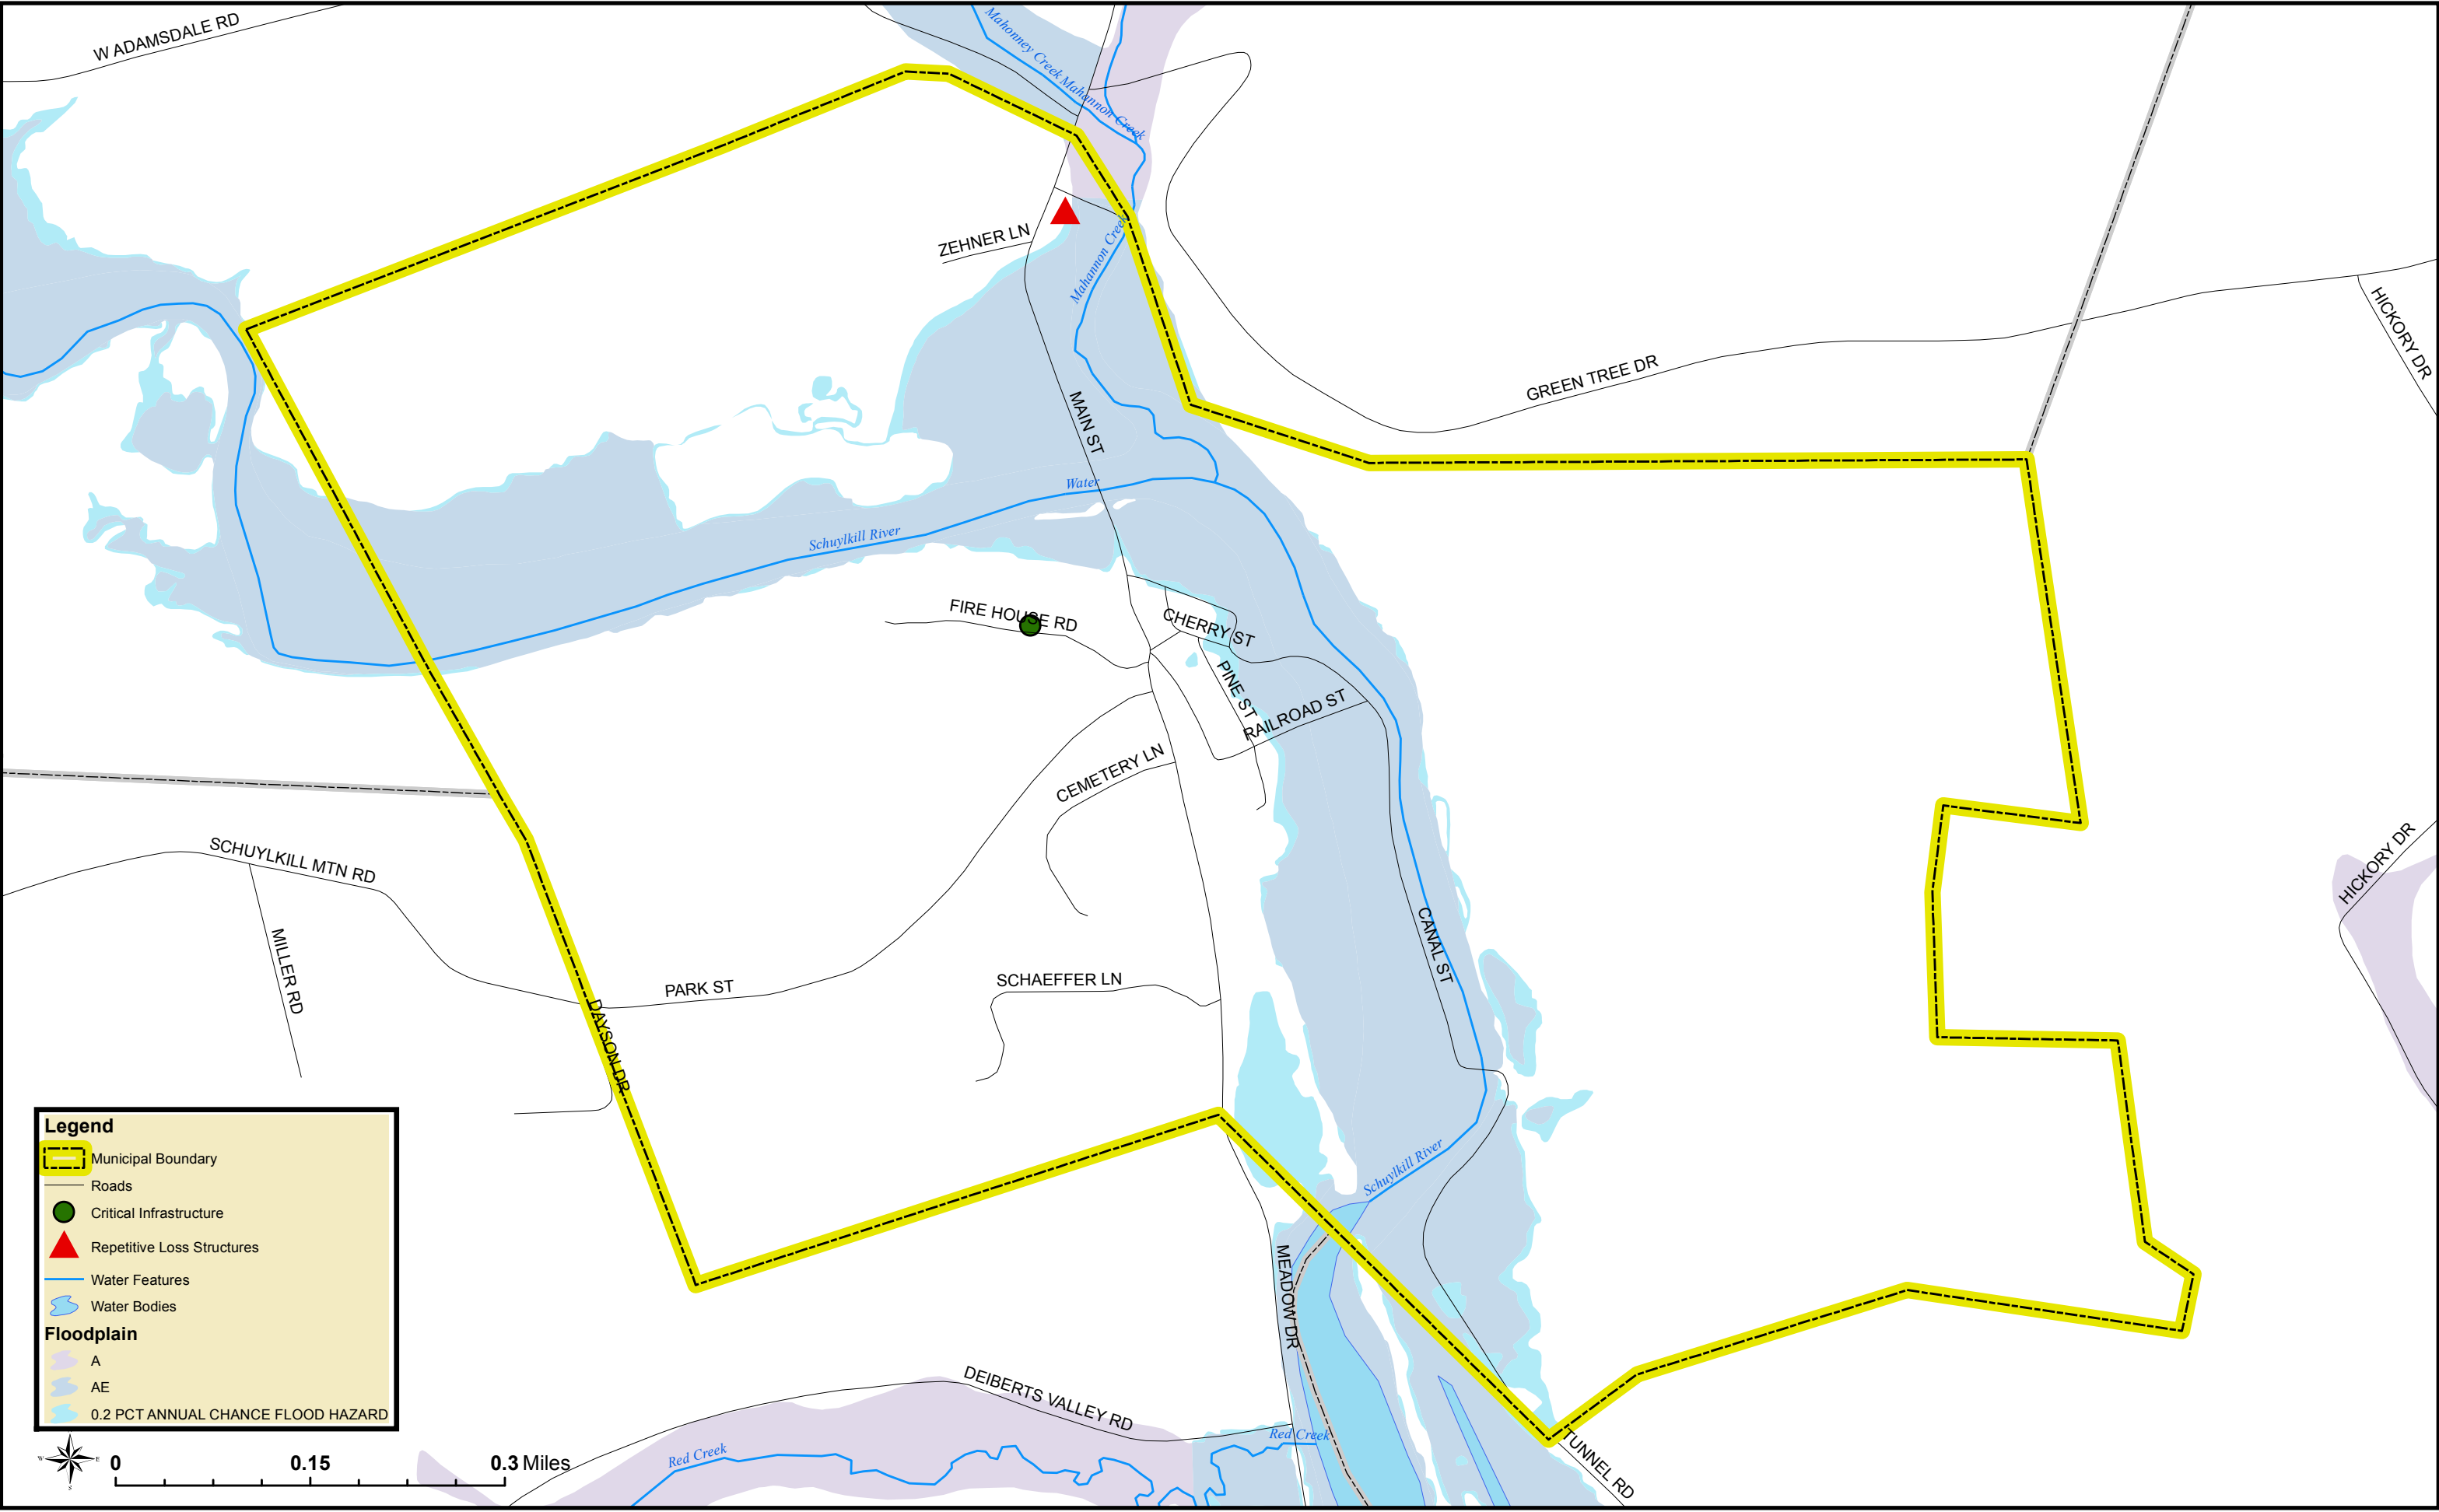 W ADAMSDALE RD
Mahonney Creek
Mahannon Creek
ZEHNER LN
Mahannon Creek
HICKORY DR
GREEN TREE DR
MAIN ST
Water
Schuylkill River
FIRE HOUSE RD
CHERRY ST
PINE ST
RAILROAD ST
CEMETERY LN
SCHUYLKILL MTN RD
HICKORY DR
MILLER RD
CANAL ST
PARK ST
SCHAEFFER LN
DAYSON DR
Schuylkill River
MEADOW DR
DEIBERTS VALLEY RD
Red Creek
Red Creek
TUNNEL RD
Legend
Municipal Boundary
Roads
Critical Infrastructure
Repetitive Loss Structures
Water Features
Water Bodies
Floodplain
A
AE
0.2 PCT ANNUAL CHANCE FLOOD HAZARD
N
W E
S
0 0.15 0.3 Miles